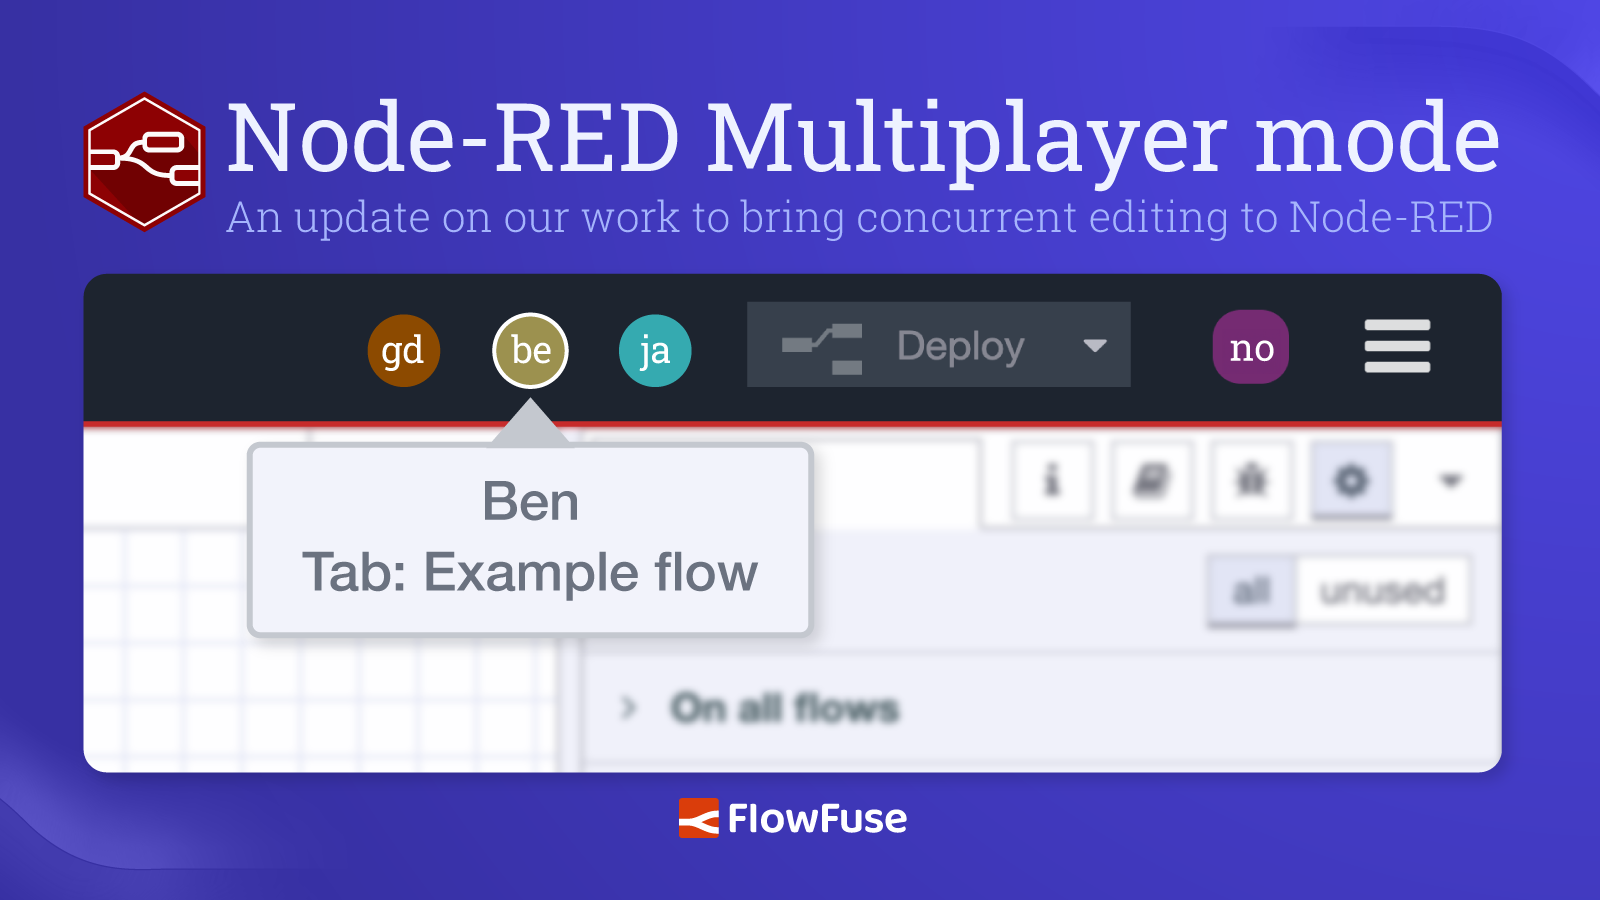 Node-RED Multiplayer mode
An update on our work to bring concurrent editing to Node-RED
gd be ja Deploy no
Ben
Tab: Example flow
i
all unused
On all flows
FlowFuse